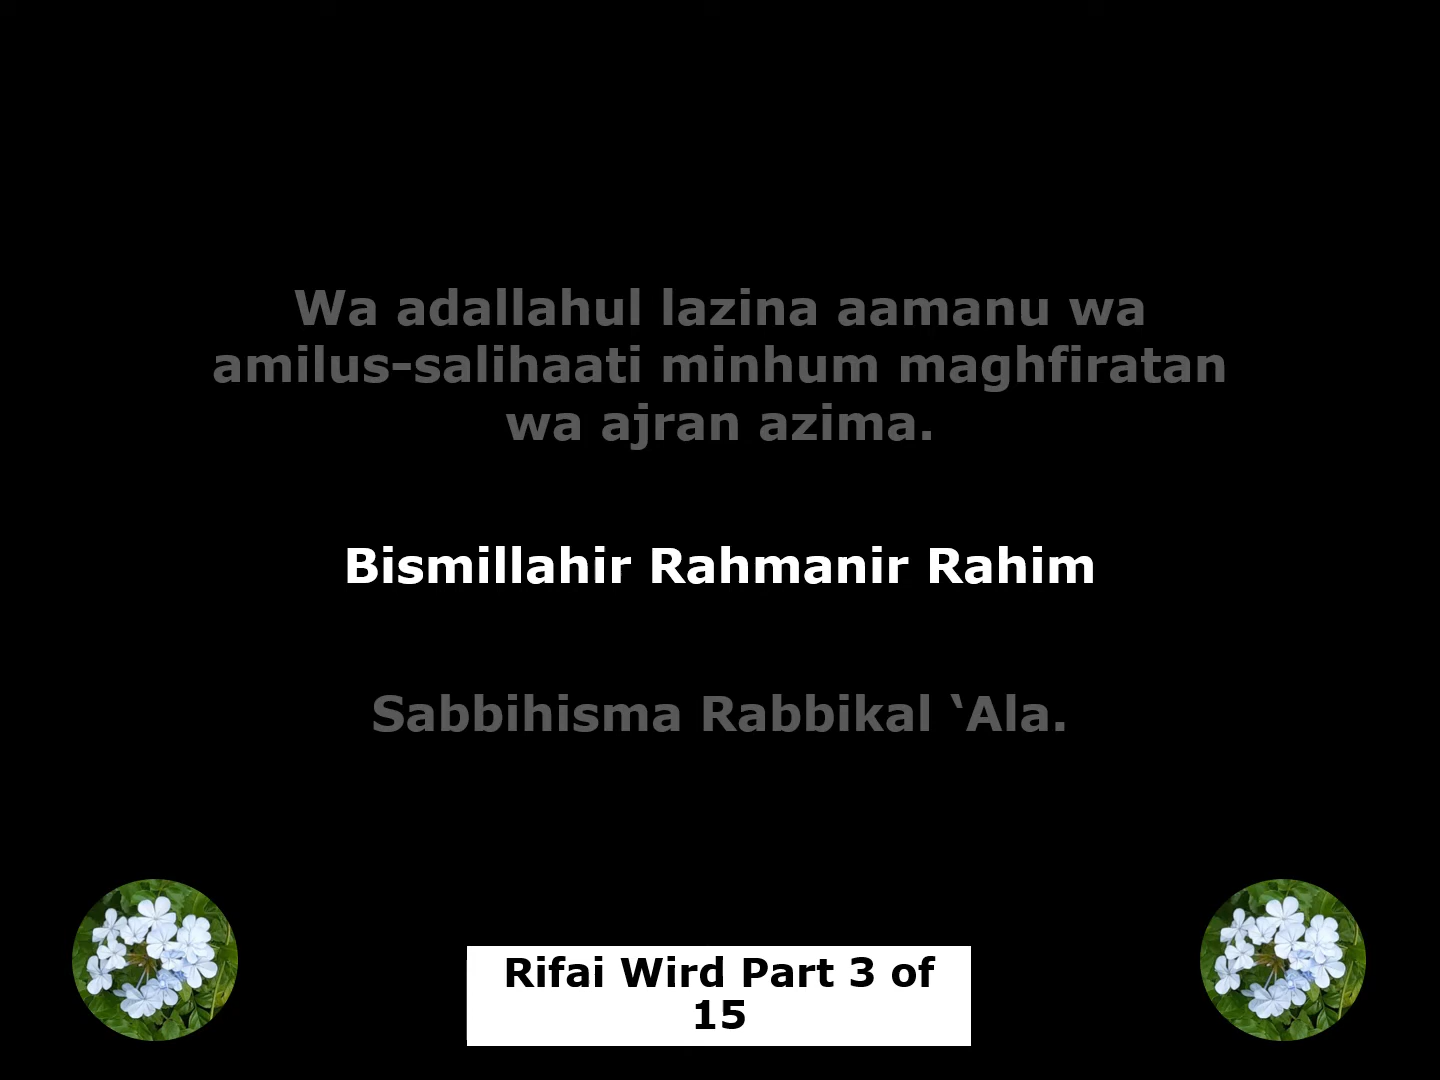 Wa adallahul lazina aamanu wa
amilus-salihaati minhum maghfiratan
wa ajran azima.
Bismillahir Rahmanir Rahim
Sabbihisma Rabbikal ‛Ala.
Rifai Wird Part 3 of
15